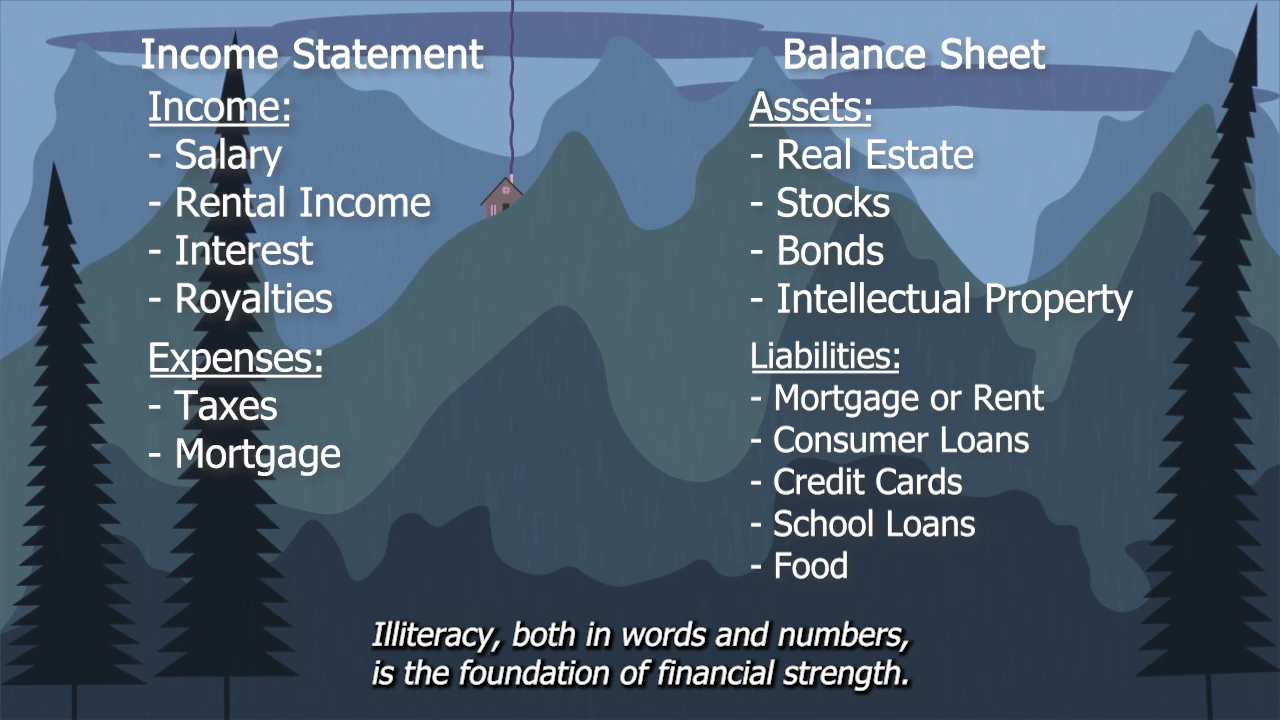 Income Statement
Income:
- Salary
- Rental Income
- Interest
- Royalties
Expenses:
- Taxes
- Mortgage
Balance Sheet
Assets:
- Real Estate
- Stocks
- Bonds
- Intellectual Property
Liabilities:
- Mortgage or Rent
- Consumer Loans
- Credit Cards
- School Loans
- Food
Illiteracy, both in words and numbers,
is the foundation of financial strength.